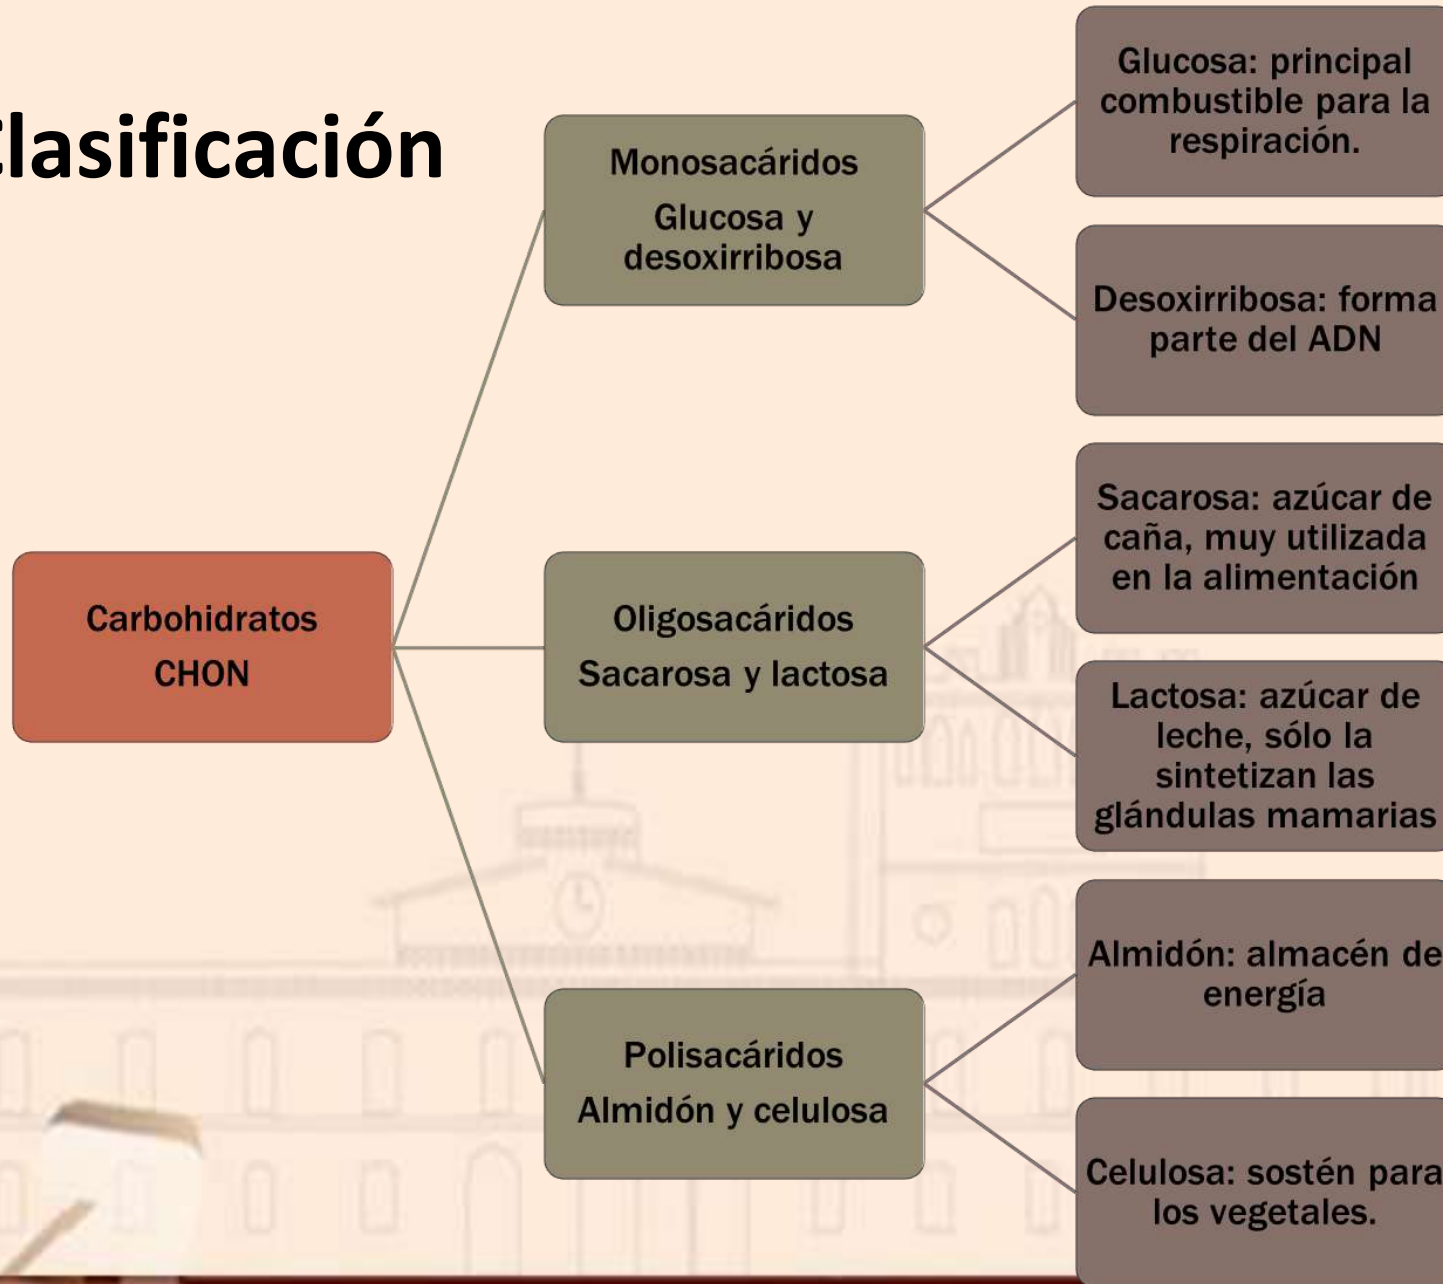 Clasificación
Carbohidratos
CHON
Monosacáridos
Glucosa y
desoxirribosa
Glucosa: principal
combustible para la
respiración.
Desoxirribosa: forma
parte del ADN
Oligosacáridos
Sacarosa y lactosa
Sacarosa: azúcar de
caña, muy utilizada
en la alimentación
Lactosa: azúcar de
leche, sólo la
sintetizan las
glándulas mamarias
Polisacáridos
Almidón y celulosa
Almidón: almacén de
energía
Celulosa: sostén para
los vegetales.